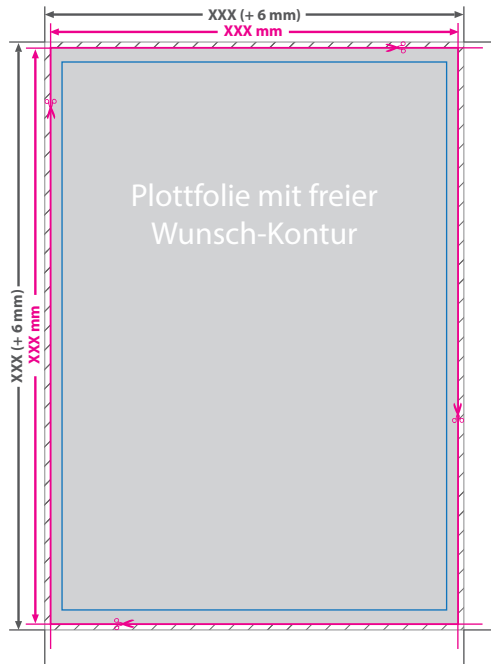 XXX (+ 6 mm)
XXX mm
Plottfolie mit freier
Wunsch-Kontur
XXX (+ 6 mm)
XXX mm